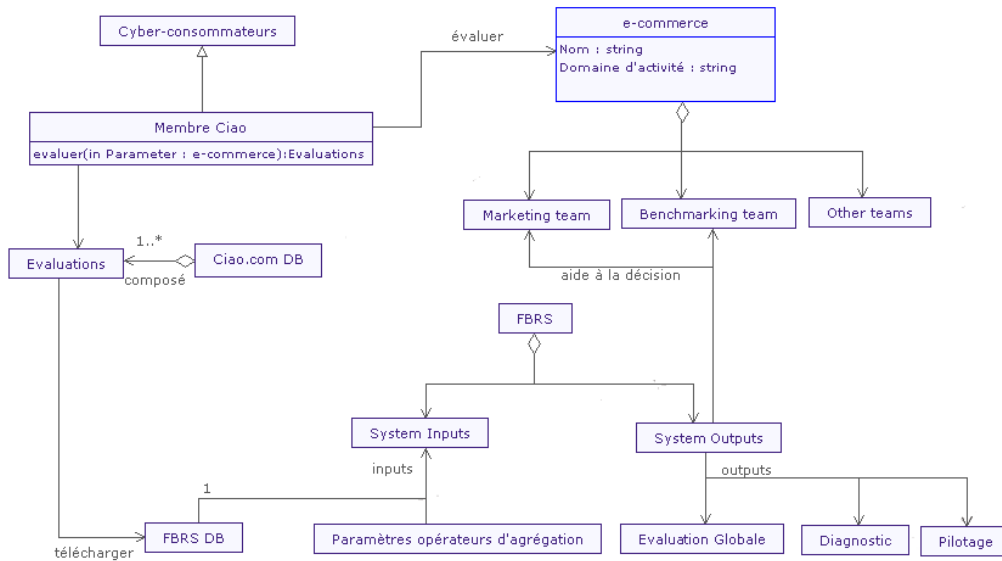 Cyber-consommateurs
e-commerce
évaluer
Nom : string
Domaine d'activité : string
Membre Ciao
evaluer(in Parameter : e-commerce):Evaluations
Marketing team
Benchmarking team
Other teams
1..*
Evaluations
Ciao.com DB
composé
aide à la décision
FBRS
System Inputs
System Outputs
inputs
outputs
1
FBRS DB
Paramètres opérateurs d'agrégation
Evaluation Globale
Diagnostic
Pilotage
télécharger